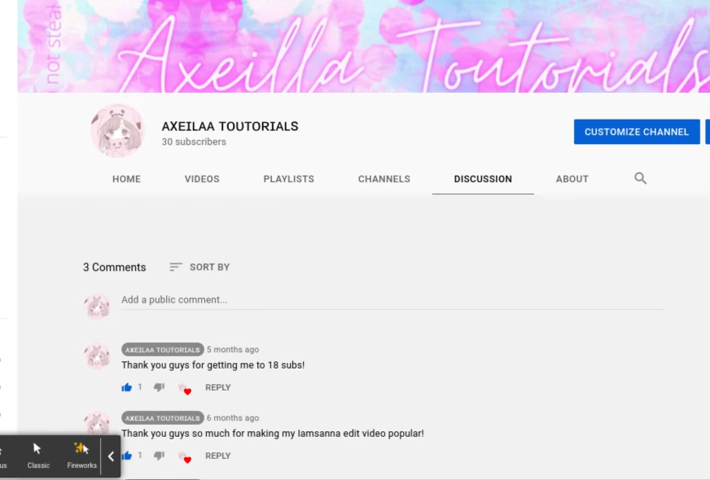 not steal
Axeilla Toutorials
AXEILAA TOUTORIALS
30 subscribers
CUSTOMIZE CHANNEL
HOME VIDEOS PLAYLISTS CHANNELS DISCUSSION ABOUT
3 Comments SORT BY
Add a public comment...
AXEILAA TOUTORIALS 5 months ago
Thank you guys for getting me to 18 subs!
1 REPLY
AXEILAA TOUTORIALS 6 months ago
Thank you guys so much for making my Iamsanna edit video popular!
1 REPLY
us Classic Fireworks